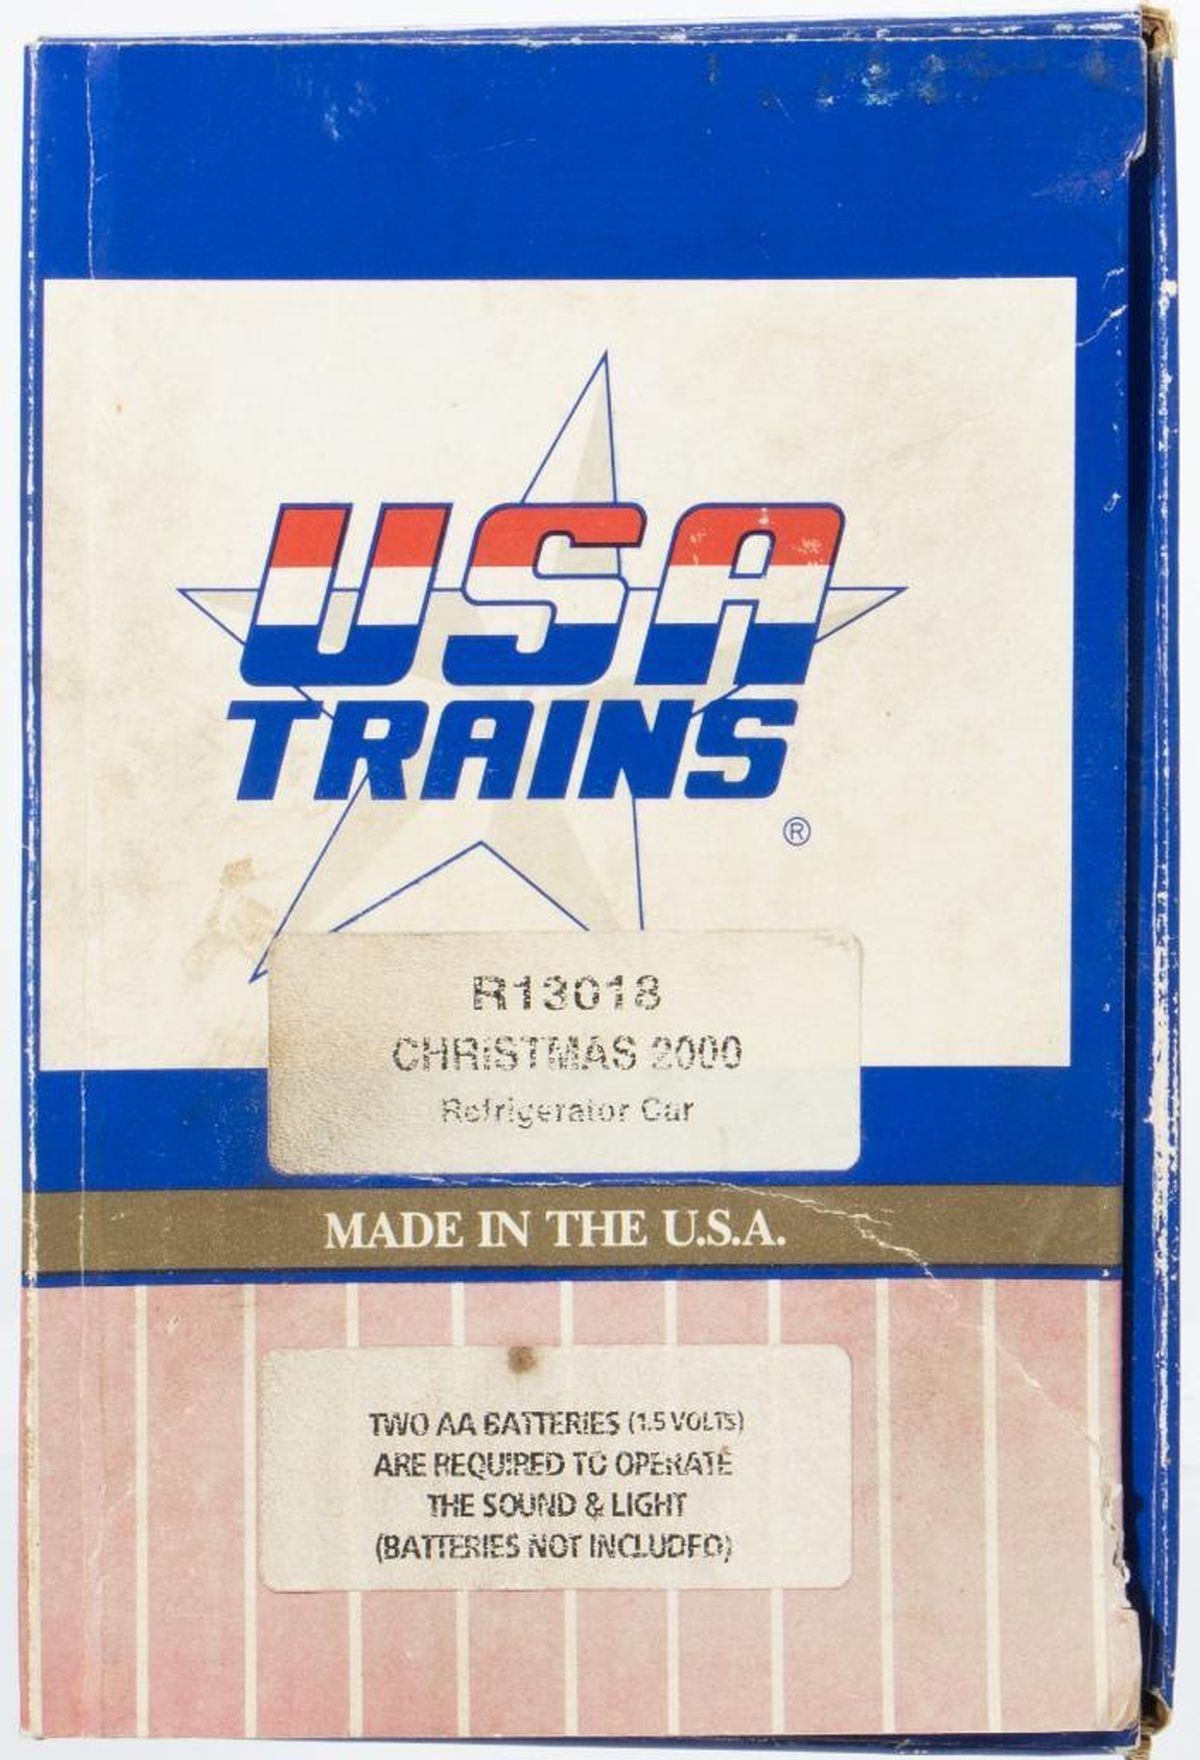 USA
TRAINS
®
R13018
CHRISTMAS 2000
Refrigerator Car
MADE IN THE U.S.A.
TWO AA BATTERIES (1.5 VOLTS)
ARE REQUIRED TO OPERATE
THE SOUND & LIGHT
(BATTERIES NOT INCLUDED)